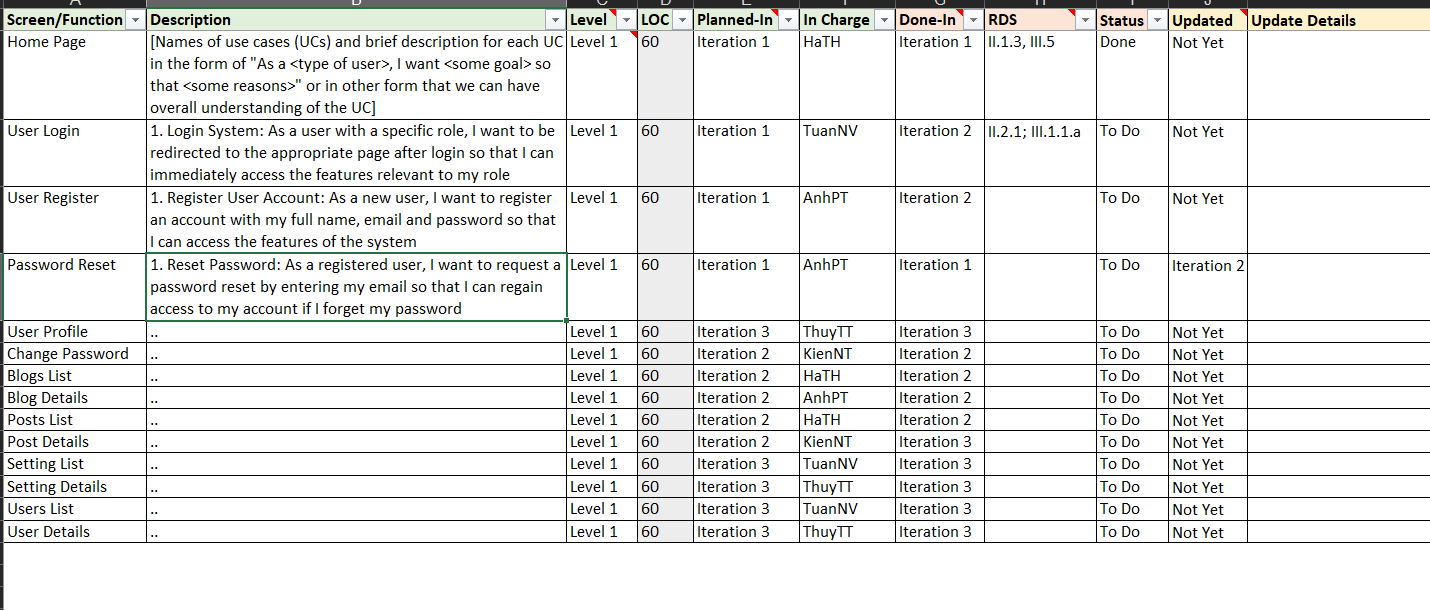 Screen/Function Description Level LOC Planned-In In Charge Done-In RDS Status Updated Update Details
Home Page [Names of use cases (UCs) and brief description for each UC Level 1 60 Iteration 1 HaTH Iteration 1 II.1.3, III.5 Done Not Yet
in the form of "As a <type of user>, I want <some goal> so
that <some reasons>" or in other form that we can have
overall understanding of the UC]
User Login 1. Login System: As a user with a specific role, I want to be Level 1 60 Iteration 1 TuanNV Iteration 2 II.2.1; III.1.1.a To Do Not Yet
redirected to the appropriate page after login so that I can
immediately access the features relevant to my role
User Register 1. Register User Account: As a new user, I want to register Level 1 60 Iteration 1 AnhPT Iteration 2 To Do Not Yet
an account with my full name, email and password so that
I can access the features of the system
Password Reset 1. Reset Password: As a registered user, I want to request a Level 1 60 Iteration 1 AnhPT Iteration 1 To Do Iteration 2
password reset by entering my email so that I can regain
access to my account if I forget my password
User Profile .. Level 1 60 Iteration 3 ThuyTT Iteration 3 To Do Not Yet
Change Password .. Level 1 60 Iteration 2 KienNT Iteration 2 To Do Not Yet
Blogs List .. Level 1 60 Iteration 2 HaTH Iteration 2 To Do Not Yet
Blog Details .. Level 1 60 Iteration 2 AnhPT Iteration 2 To Do Not Yet
Posts List .. Level 1 60 Iteration 2 HaTH Iteration 2 To Do Not Yet
Post Details .. Level 1 60 Iteration 2 KienNT Iteration 3 To Do Not Yet
Setting List .. Level 1 60 Iteration 3 TuanNV Iteration 3 To Do Not Yet
Setting Details .. Level 1 60 Iteration 3 ThuyTT Iteration 3 To Do Not Yet
Users List .. Level 1 60 Iteration 3 TuanNV Iteration 3 To Do Not Yet
User Details .. Level 1 60 Iteration 3 ThuyTT Iteration 3 To Do Not Yet